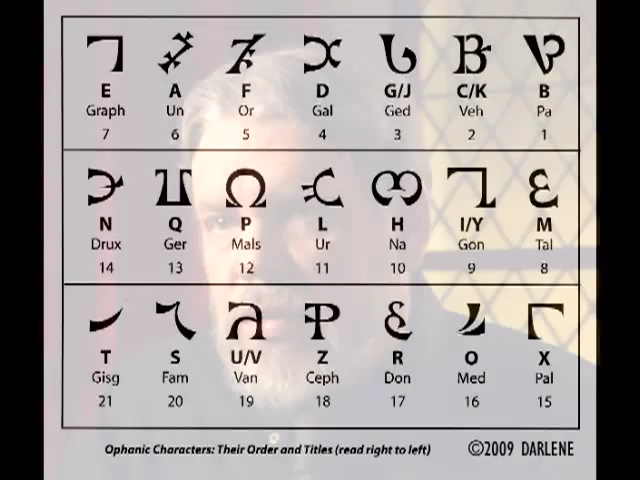 E A F D G/J C/K B
Graph Un Or Gal Ged Veh Pa
7 6 5 4 3 2 1
N Q P L H I/Y M
Drux Ger Mals Ur Na Gon Tal
14 13 12 11 10 9 8
T S U/V Z R O X
Gisg Fam Van Ceph Don Med Pal
21 20 19 18 17 16 15
Ophanic Characters: Their Order and Titles (read right to left) ©2009 DARLENE